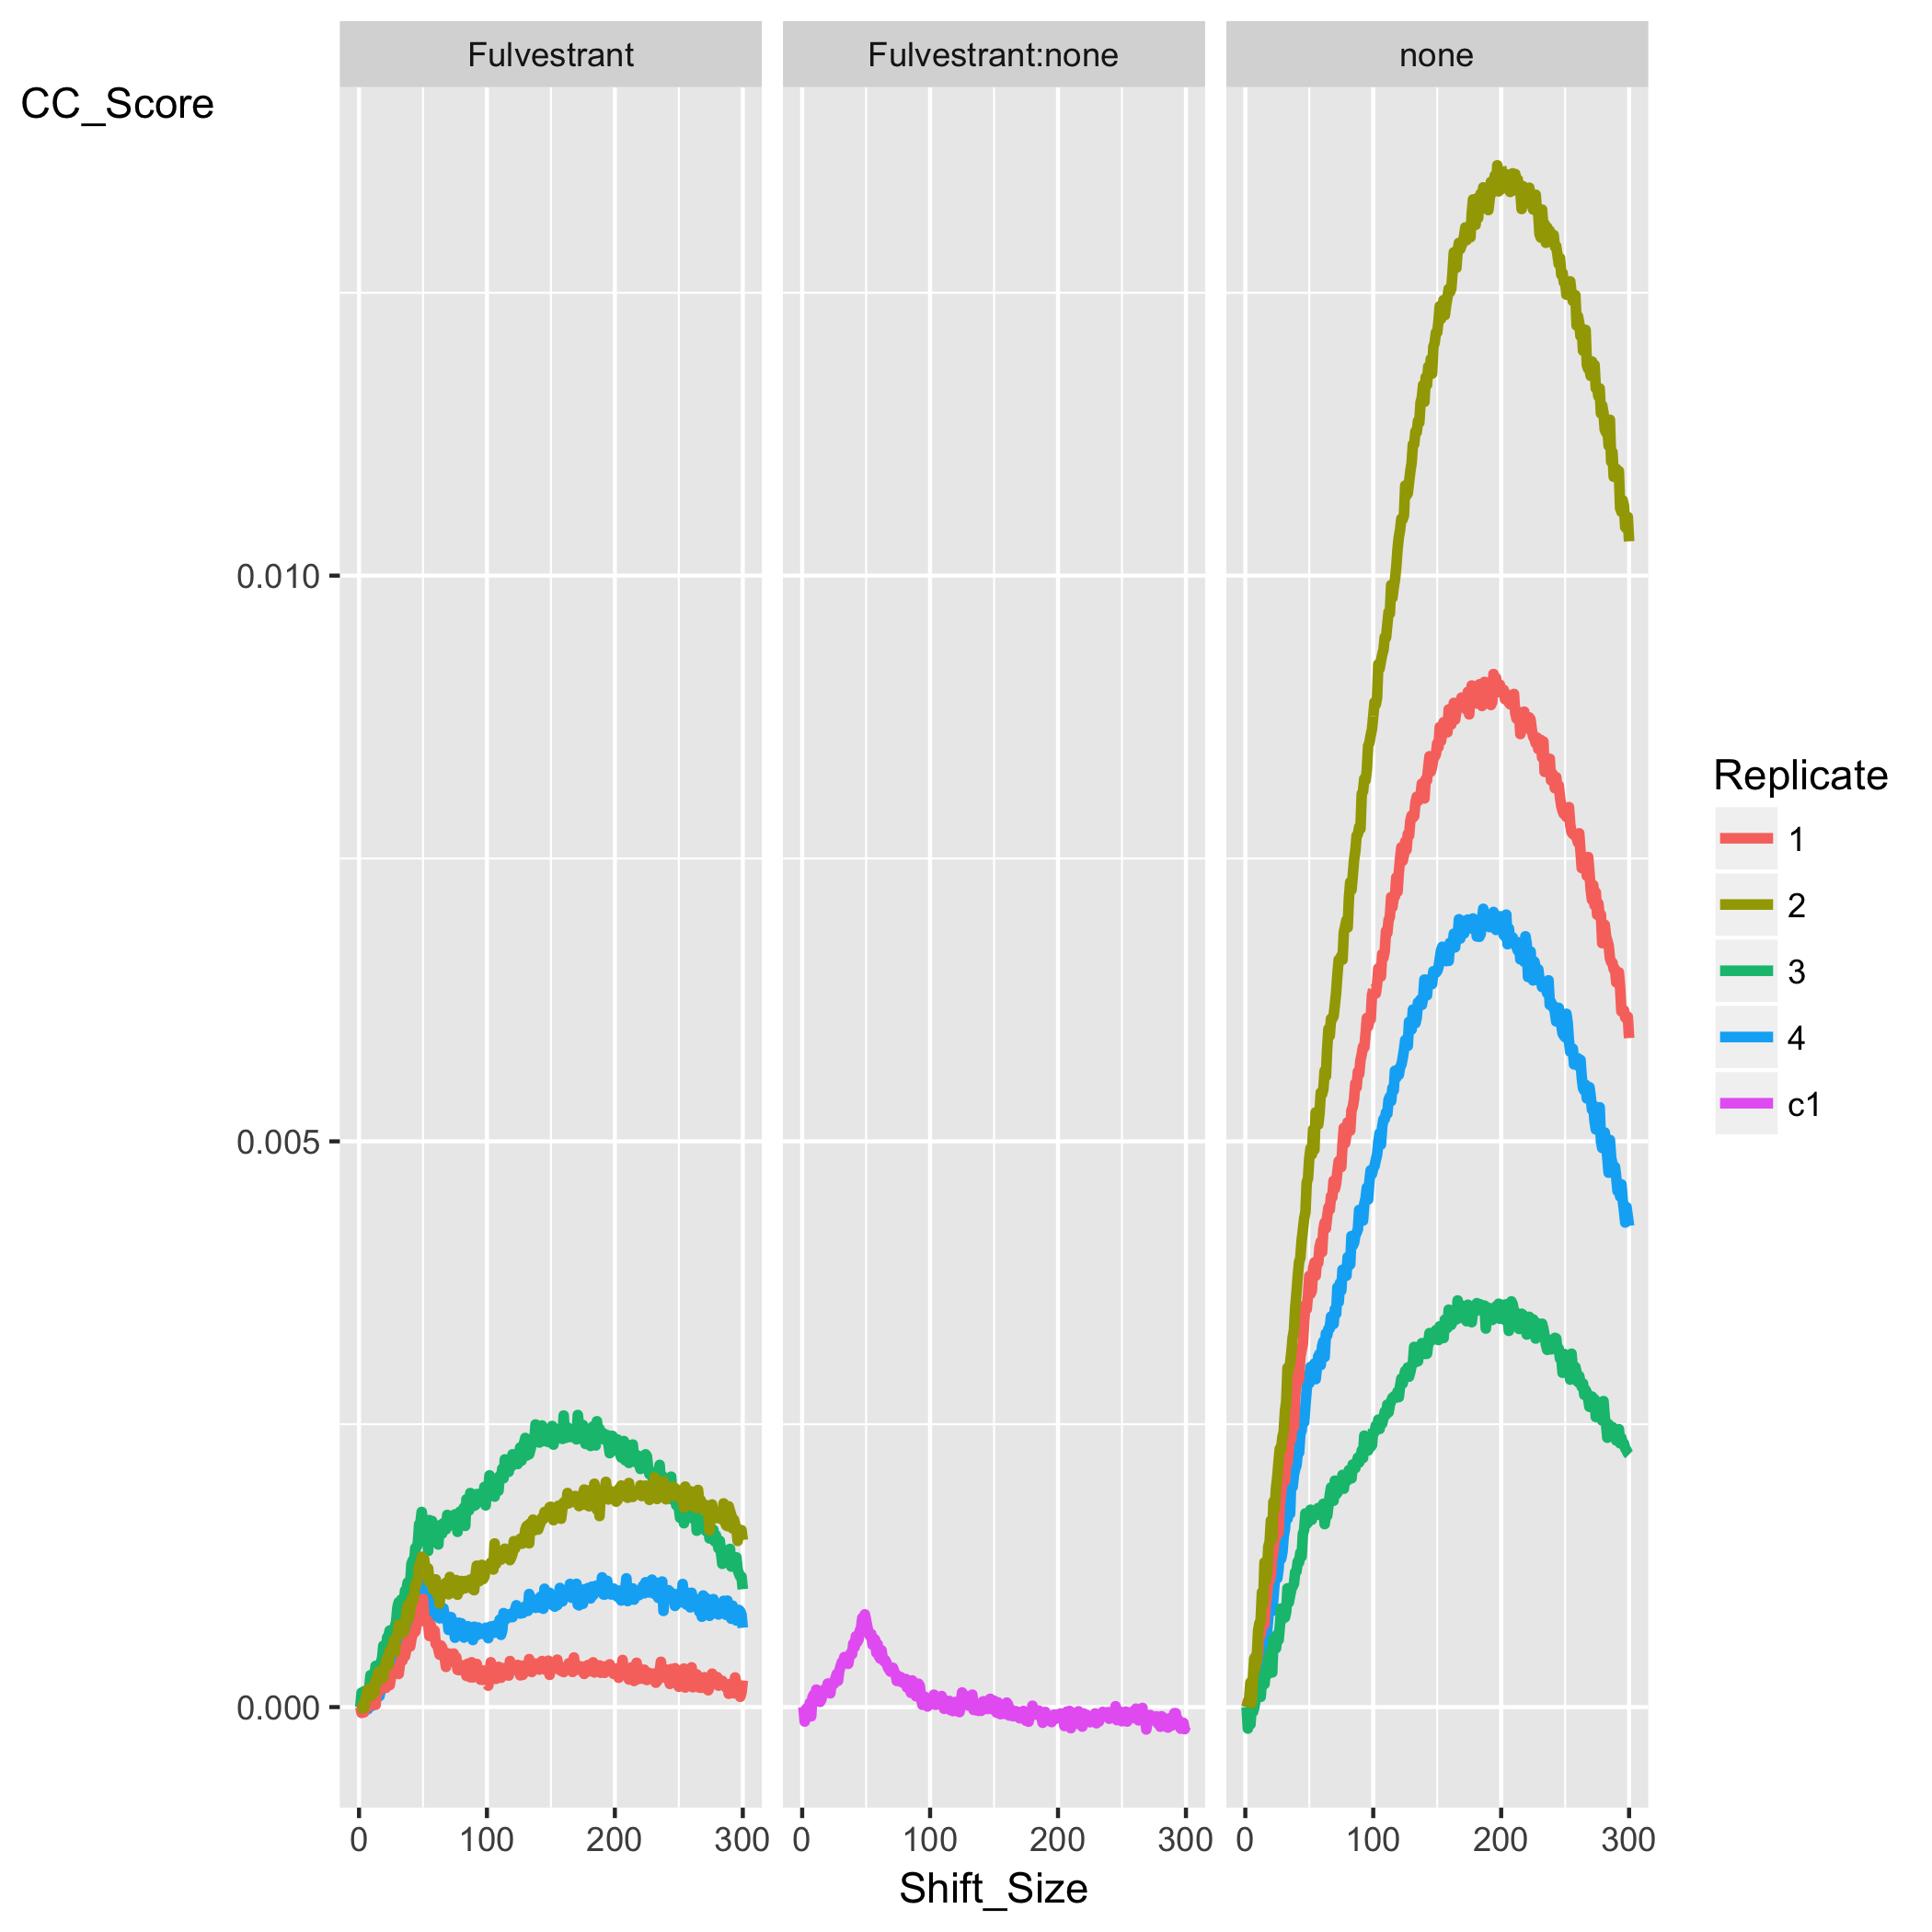 Fulvestrant Fulvestrant:none none
CC_Score
0.010
0.005
0.000
0 100 200 300 0 100 200 300 0 100 200 300
Shift_Size
Replicate
1
2
3
4
c1